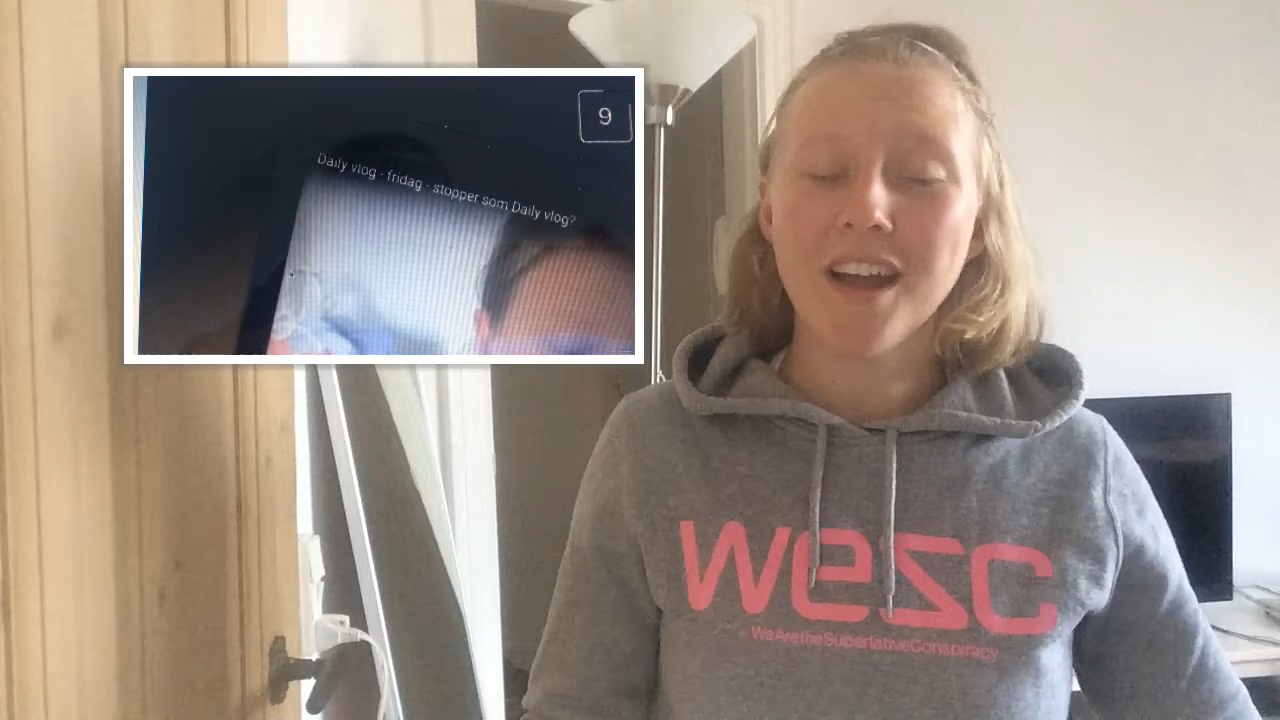 9
Daily vlog - fridag - stopper som Daily vlog?
wesc
WeAretheSuperlativeConspiracy